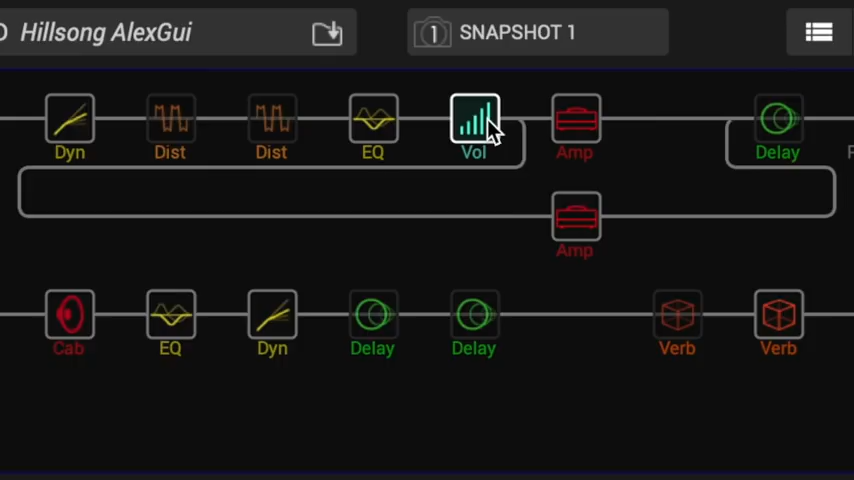 Hillsong AlexGui
1 SNAPSHOT 1
Dyn Dist Dist EQ Vol Amp Delay
Amp
Cab EQ Dyn Delay Delay Verb Verb